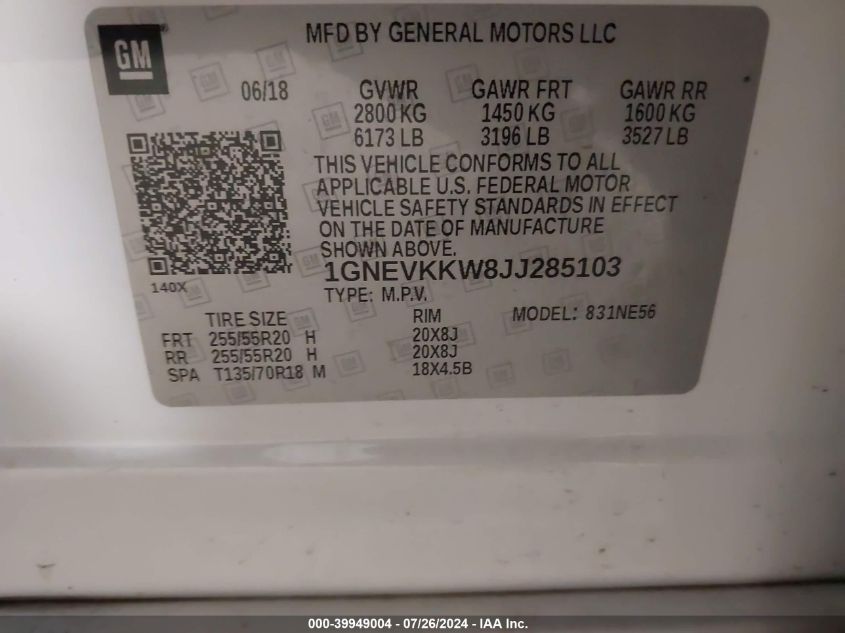 GM
MFD BY GENERAL MOTORS LLC
06/18 GVWR GAWR FRT GAWR RR
2800 KG 1450 KG 1600 KG
6173 LB 3196 LB 3527 LB
THIS VEHICLE CONFORMS TO ALL
APPLICABLE U.S. FEDERAL MOTOR
VEHICLE SAFETY STANDARDS IN EFFECT
ON THE DATE OF MANUFACTURE
SHOWN ABOVE.
140X
1GNEVKKW8JJ285103
TYPE: M.P.V.
TIRE SIZE RIM MODEL: 831NE56
FRT 255/55R20 H 20X8J
RR 255/55R20 H 20X8J
SPA T135/70R18 M 18X4.5B
000-39949004 - 07/26/2024 - IAA Inc.